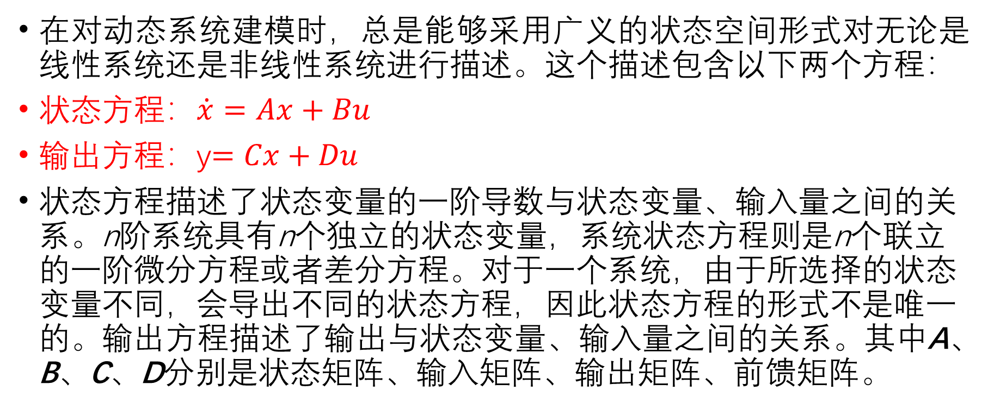 • 在对动态系统建模时，总是能够采用广义的状态空间形式对无论是
线性系统还是非线性系统进行描述。这个描述包含以下两个方程：
• 状态方程：ẋ = Ax + Bu
• 输出方程：y= Cx + Du
• 状态方程描述了状态变量的一阶导数与状态变量、输入量之间的关
系。n阶系统具有n个独立的状态变量，系统状态方程则是n个联立
的一阶微分方程或者差分方程。对于一个系统，由于所选择的状态
变量不同，会导出不同的状态方程，因此状态方程的形式不是唯一
的。输出方程描述了输出与状态变量、输入量之间的关系。其中A、
B、C、D分别是状态矩阵、输入矩阵、输出矩阵、前馈矩阵。